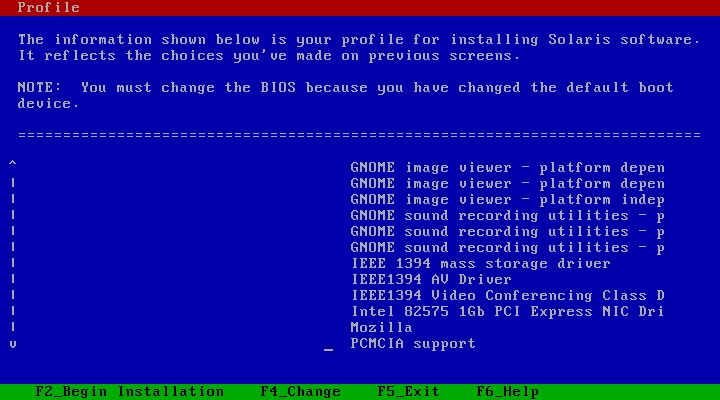 Profile
The information shown below is your profile for installing Solaris software.
It reflects the choices you've made on previous screens.
NOTE:  You must change the BIOS because you have changed the default boot
device.
============================================================================
GNOME image viewer - platform depen
GNOME image viewer - platform depen
GNOME image viewer - platform indep
GNOME sound recording utilities - p
GNOME sound recording utilities - p
GNOME sound recording utilities - p
IEEE 1394 mass storage driver
IEEE1394 AV Driver
IEEE1394 Video Conferencing Class D
Intel 82575 1Gb PCI Express NIC Dri
Mozilla
PCMCIA support
F2_Begin Installation    F4_Change    F5_Exit    F6_Help